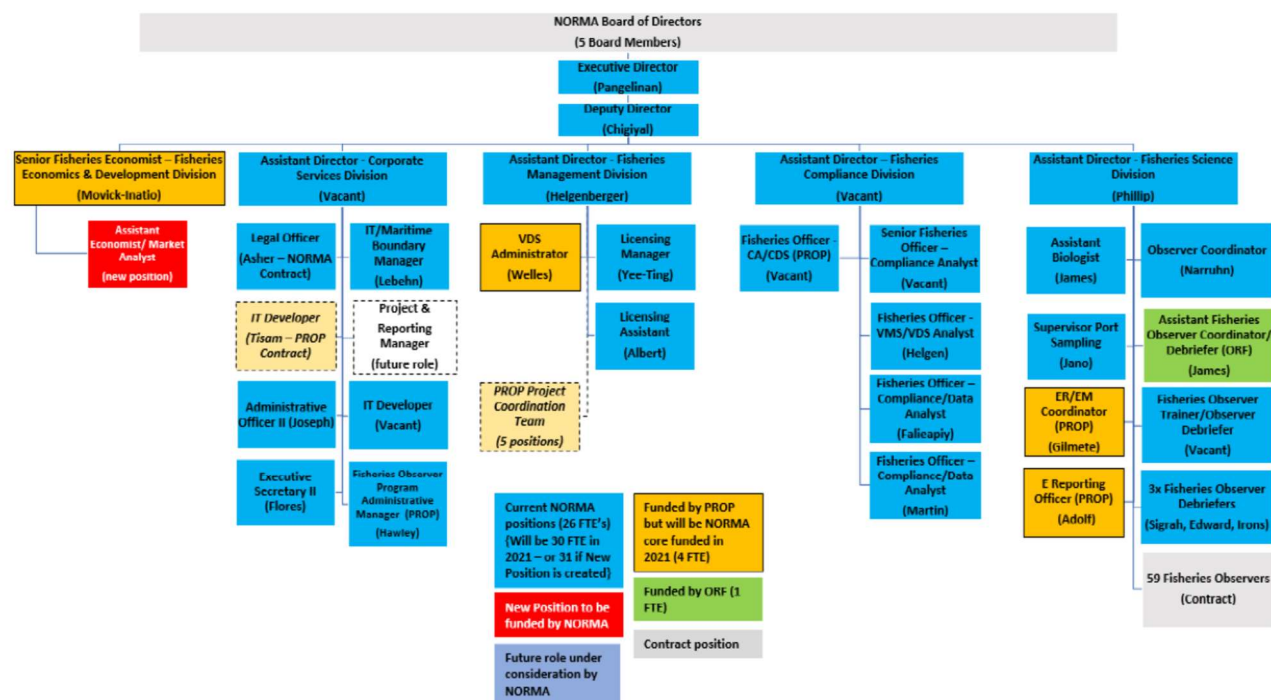 NORMA Board of Directors
(5 Board Members)
Executive Director
(Pangelinan)
Deputy Director
(Chigiyal)
Senior Fisheries Economist – Fisheries
Economics & Development Division
(Movick-Inatio)
Assistant
Economist/ Market
Analyst
(new position)
Assistant Director - Corporate
Services Division
(Vacant)
Legal Officer
(Asher – NORMA
Contract)
IT/Maritime
Boundary
Manager
(Lebehn)
IT Developer
(Tisam – PROP
Contract)
Project &
Reporting
Manager
(future role)
Administrative
Officer II (Joseph)
IT Developer
(Vacant)
Executive
Secretary II
(Flores)
Fisheries Observer
Program
Administrative
Manager (PROP)
(Hawley)
Assistant Director - Fisheries
Management Division
(Helgenberger)
VDS
Administrator
(Welles)
Licensing
Manager
(Yee-Ting)
Licensing
Assistant
(Albert)
PROP Project
Coordination
Team
(5 positions)
Assistant Director – Fisheries
Compliance Division
(Vacant)
Fisheries Officer -
CA/CDS (PROP)
(Vacant)
Senior Fisheries
Officer –
Compliance Analyst
(Vacant)
Fisheries Officer -
VMS/VDS Analyst
(Helgen)
Fisheries Officer –
Compliance/Data
Analyst
(Falieapiy)
Fisheries Officer –
Compliance/Data
Analyst
(Martin)
Assistant Director - Fisheries Science
Division
(Phillip)
Assistant
Biologist
(James)
Observer Coordinator
(Narruhn)
Supervisor Port
Sampling
(Jano)
Assistant Fisheries
Observer Coordinator/
Debriefer (ORF)
(James)
ER/EM
Coordinator
(PROP)
(Gilmete)
Fisheries Observer
Trainer/Observer
Debriefer
(Vacant)
E Reporting
Officer (PROP)
(Adolf)
3x Fisheries Observer
Debriefers
(Sigrah, Edward, Irons)
59 Fisheries Observers
(Contract)
Current NORMA
positions (26 FTE's)
(Will be 30 FTE in
2021 – or 31 if New
Position is created)
Funded by PROP
but will be NORMA
core funded in
2021 (4 FTE)
New Position to be
funded by NORMA
Funded by ORF (1
FTE)
Future role under
consideration by
NORMA
Contract position